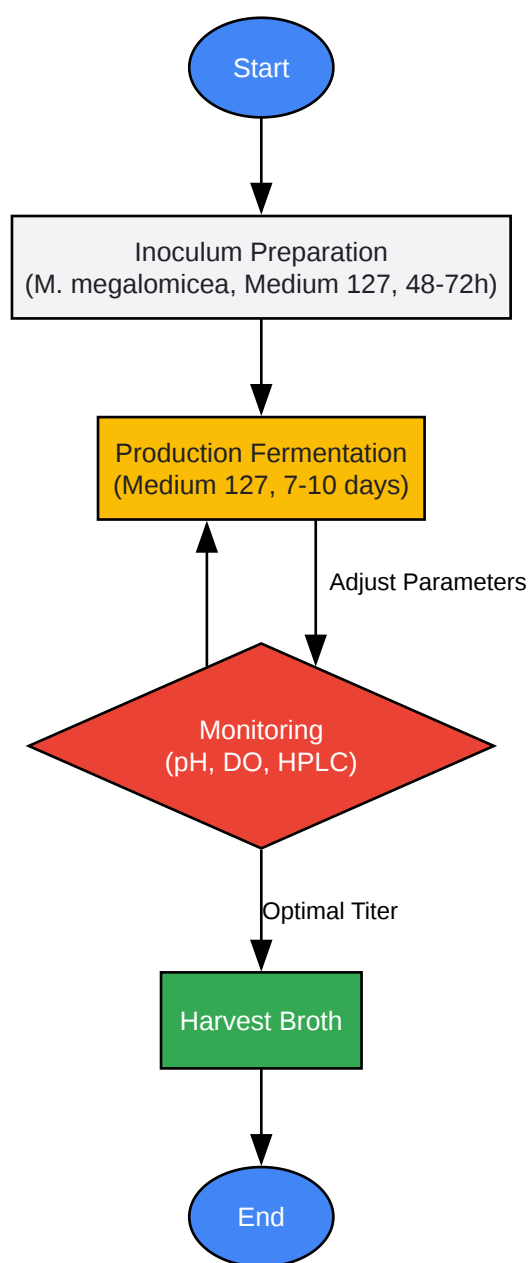 Start
Inoculum Preparation
(M. megalomicea, Medium 127, 48-72h)
Production Fermentation
(Medium 127, 7-10 days)
Adjust Parameters
Monitoring
(pH, DO, HPLC)
Optimal Titer
Harvest Broth
End